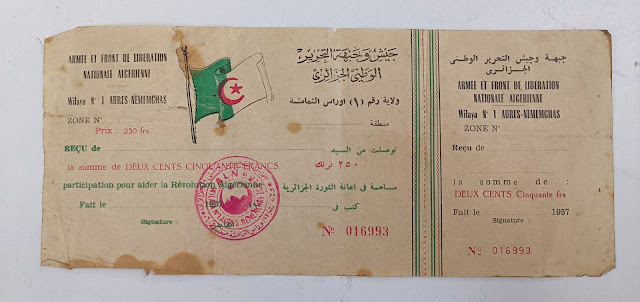 ARMEE ET FRONT DE LIBERATION
NATIONALE ALGERIENNE
Wilaya N° 1 AURES-NEMEMCHAS
ZONE N°
Prix : 250 frs
REÇU de
la somme de DEUX CENTS CINQUANTE FRANCS
participation pour aider la Révolution Algérienne
Fait le
Signature :
جيش وجبهة التحرير
الوطني الجزائري
ولاية رقم (١) اوراس النمامشة
منطقة
توصلت من السيد
٢٥٠ فرنك
مساهمة في اعانة الثورة الجزائرية
كتب في
N° 016993
جبهة وجيش التحرير الوطني
الجزائري
ARMEE ET FRONT DE LIBERATION
NATIONALE ALGERIENNE
Wilaya N° 1 AURES-NEMEMCHAS
ZONE N°
Reçu de
la somme de :
DEUX CENTS Cinquante frs
Fait le 1957
Signature :
N° 016993